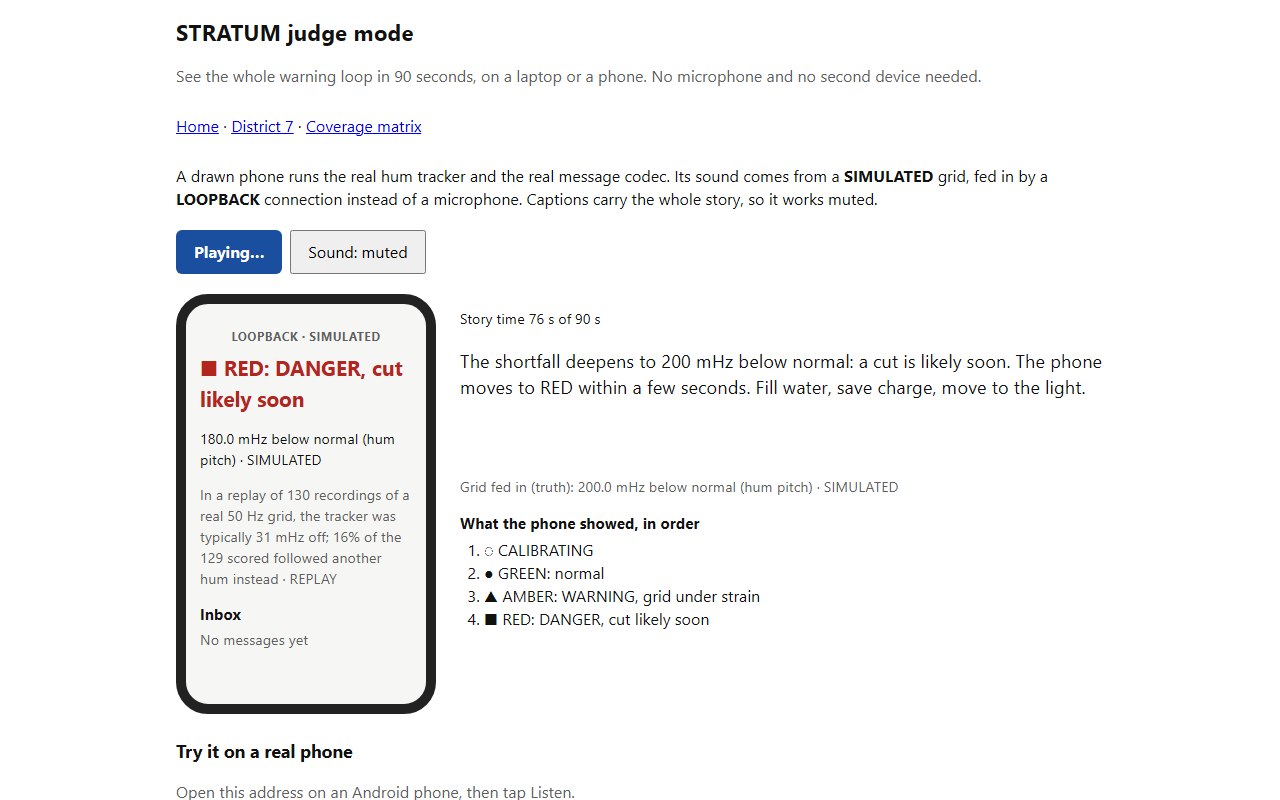 STRATUM judge mode
See the whole warning loop in 90 seconds, on a laptop or a phone. No microphone and no second device needed.
Home · District 7 · Coverage matrix
A drawn phone runs the real hum tracker and the real message codec. Its sound comes from a SIMULATED grid, fed in by a
LOOPBACK connection instead of a microphone. Captions carry the whole story, so it works muted.
Playing...
Sound: muted
LOOPBACK · SIMULATED
■ RED: DANGER, cut
likely soon
180.0 mHz below normal (hum
pitch) · SIMULATED
In a replay of 130 recordings of a
real 50 Hz grid, the tracker was
typically 31 mHz off; 16% of the
129 scored followed another
hum instead · REPLAY
Inbox
No messages yet
Story time 76 s of 90 s
The shortfall deepens to 200 mHz below normal: a cut is likely soon. The phone
moves to RED within a few seconds. Fill water, save charge, move to the light.
Grid fed in (truth): 200.0 mHz below normal (hum pitch) · SIMULATED
What the phone showed, in order
1. ◌ CALIBRATING
2. ● GREEN: normal
3. ▲ AMBER: WARNING, grid under strain
4. ■ RED: DANGER, cut likely soon
Try it on a real phone
Open this address on an Android phone, then tap Listen.